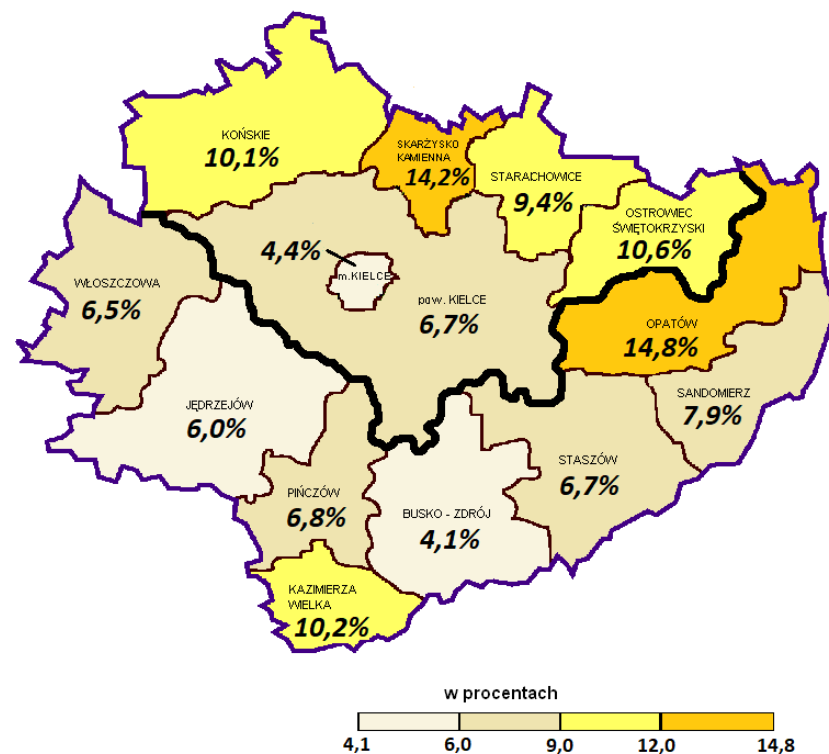 KOŃSKIE
10,1%
SKARŻYSKO
KAMIENNA
14,2%
STARACHOWICE
9,4%
OSTROWIEC
ŚWIĘTOKRZYSKI
10,6%
4,4%
m.KIELCE
WŁOSZCZOWA
6,5%
pow. KIELCE
6,7%
OPATÓW
14,8%
SANDOMIERZ
7,9%
JĘDRZEJÓW
6,0%
STASZÓW
6,7%
PIŃCZÓW
6,8%
BUSKO - ZDRÓJ
4,1%
KAZIMIERZA
WIELKA
10,2%
w procentach
4,1 6,0 9,0 12,0 14,8